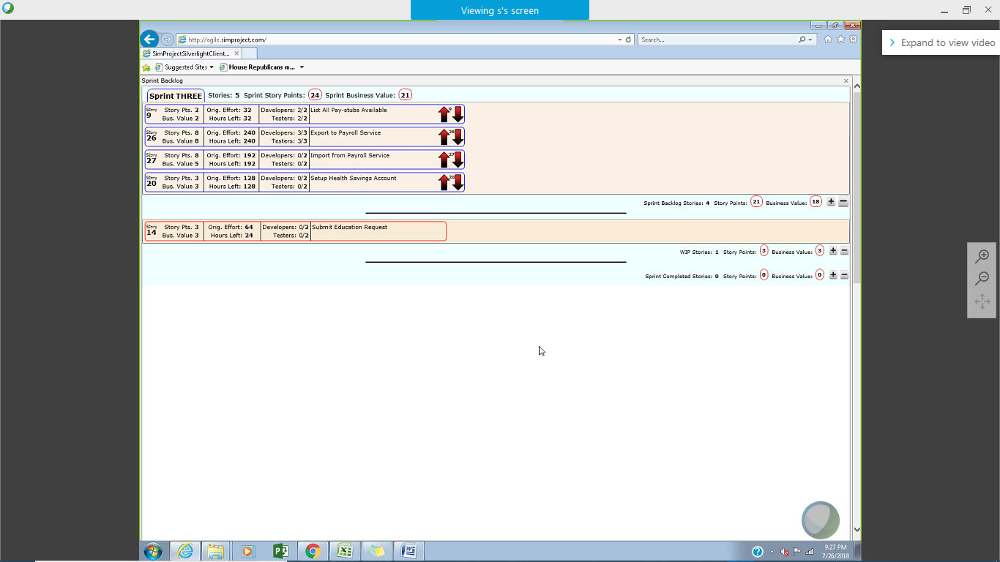 Viewing s's screen
Expand to view video
http://agile.simproject.com/
Search...
SimProjectSilverlightClient...
Suggested Sites
House Republicans m...
Sprint Backlog
Sprint THREE Stories: 5 Sprint Story Points: 24 Sprint Business Value: 21
Story 9 Story Pts. 2 Orig. Effort: 32 Developers: 2/2 List All Pay-stubs Available 9
Bus. Value 2 Hours Left: 32 Testers: 2/2
Story 26 Story Pts. 8 Orig. Effort: 240 Developers: 3/3 Export to Payroll Service 26
Bus. Value 8 Hours Left: 240 Testers: 3/3
Story 27 Story Pts. 8 Orig. Effort: 192 Developers: 0/2 Import from Payroll Service 27
Bus. Value 5 Hours Left: 192 Testers: 0/2
Story 20 Story Pts. 3 Orig. Effort: 128 Developers: 0/2 Setup Health Savings Account 20
Bus. Value 3 Hours Left: 128 Testers: 0/2
Sprint Backlog Stories: 4 Story Points: 21 Business Value: 18
Story 14 Story Pts. 3 Orig. Effort: 64 Developers: 0/2 Submit Education Request
Bus. Value 3 Hours Left: 24 Testers: 0/2
WIP Stories: 1 Story Points: 3 Business Value: 3
Sprint Completed Stories: 0 Story Points: 0 Business Value: 0
9:27 PM
7/26/2018